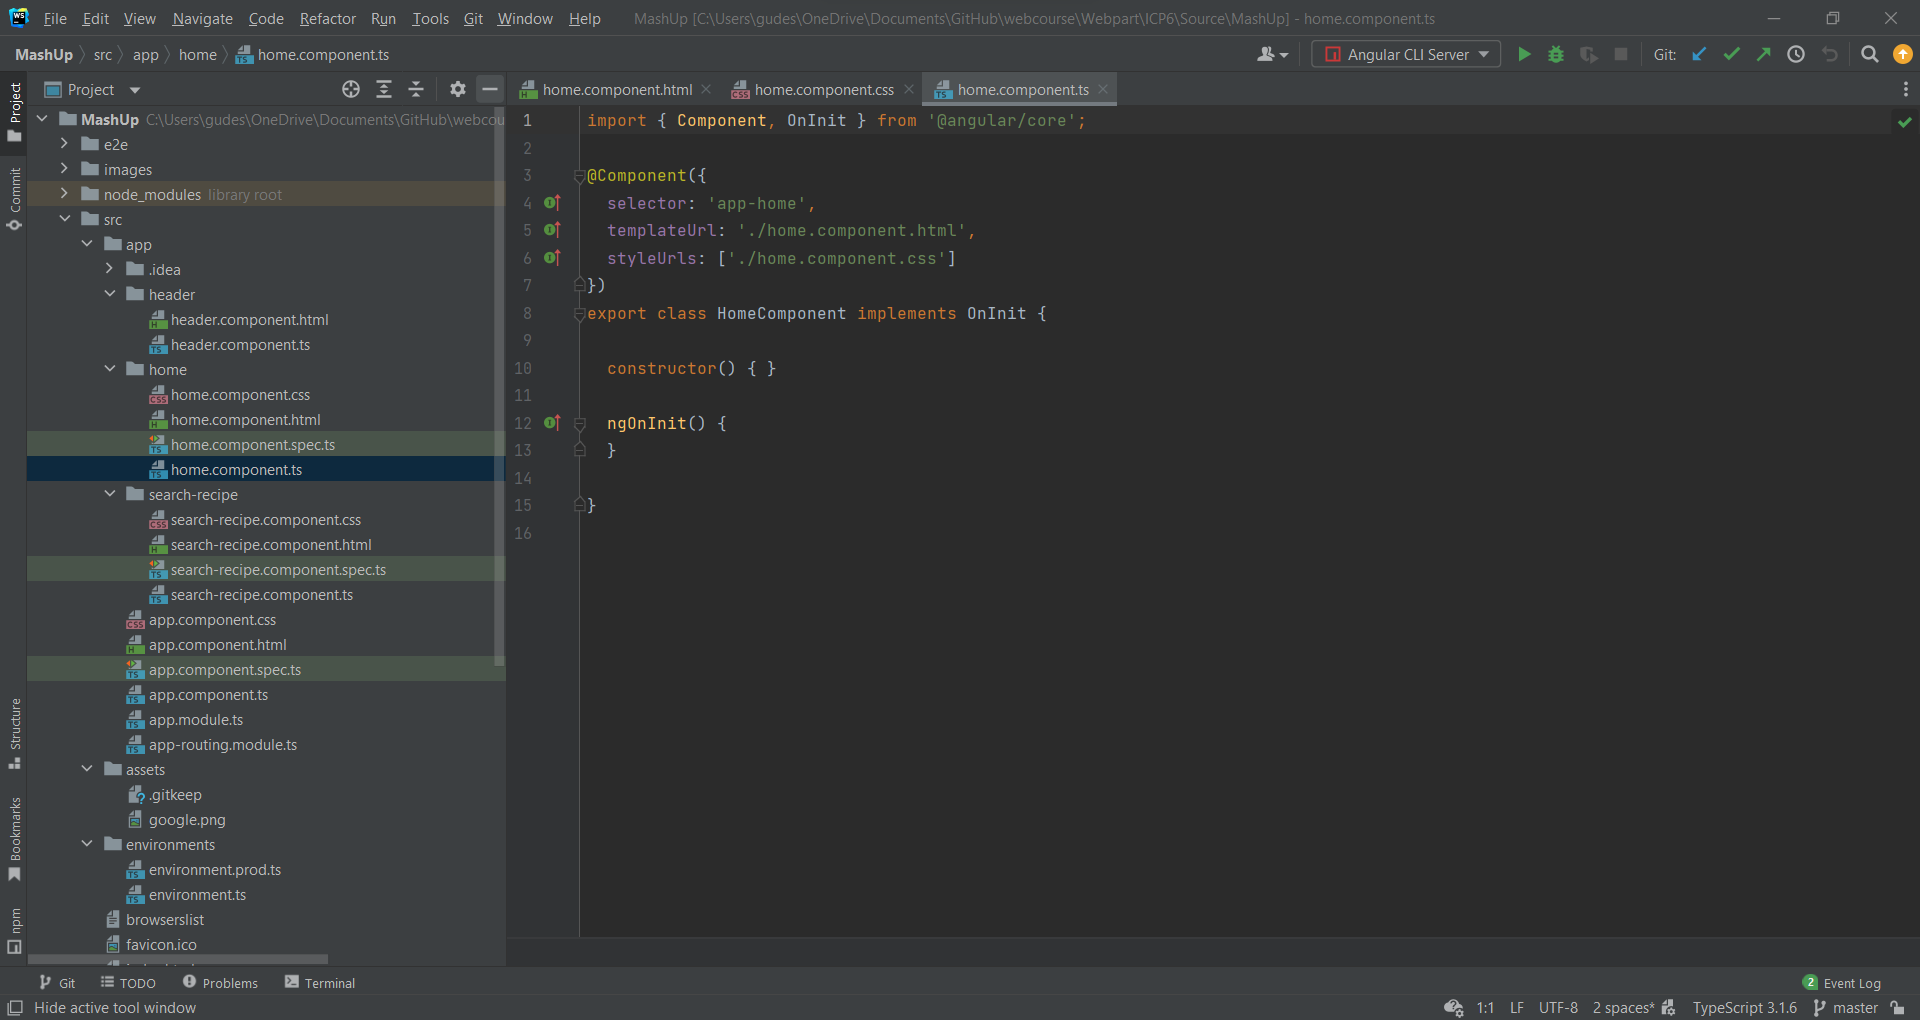 WS File Edit View Navigate Code Refactor Run Tools Git Window Help MashUp [C:\Users\gudes\OneDrive\Documents\GitHub\webcourse\Webpart\ICP6\Source\MashUp] - home.component.ts
MashUp src app home home.component.ts Angular CLI Server Git:
Project
home.component.html home.component.css home.component.ts
Project
Commit
Structure
Bookmarks
npm
MashUp C:\Users\gudes\OneDrive\Documents\GitHub\webcou
e2e
images
node_modules library root
src
app
.idea
header
header.component.html
header.component.ts
home
home.component.css
home.component.html
home.component.spec.ts
home.component.ts
search-recipe
search-recipe.component.css
search-recipe.component.html
search-recipe.component.spec.ts
search-recipe.component.ts
app.component.css
app.component.html
app.component.spec.ts
app.component.ts
app.module.ts
app-routing.module.ts
assets
.gitkeep
google.png
environments
environment.prod.ts
environment.ts
browserslist
favicon.ico
1 import { Component, OnInit } from '@angular/core';
2
3 @Component({
4 selector: 'app-home',
5 templateUrl: './home.component.html',
6 styleUrls: ['./home.component.css']
7 })
8 export class HomeComponent implements OnInit {
9
10 constructor() { }
11
12 ngOnInit() {
13 }
14
15 }
16
Git TODO Problems Terminal 2 Event Log
Hide active tool window 1:1 LF UTF-8 2 spaces* TypeScript 3.1.6 master